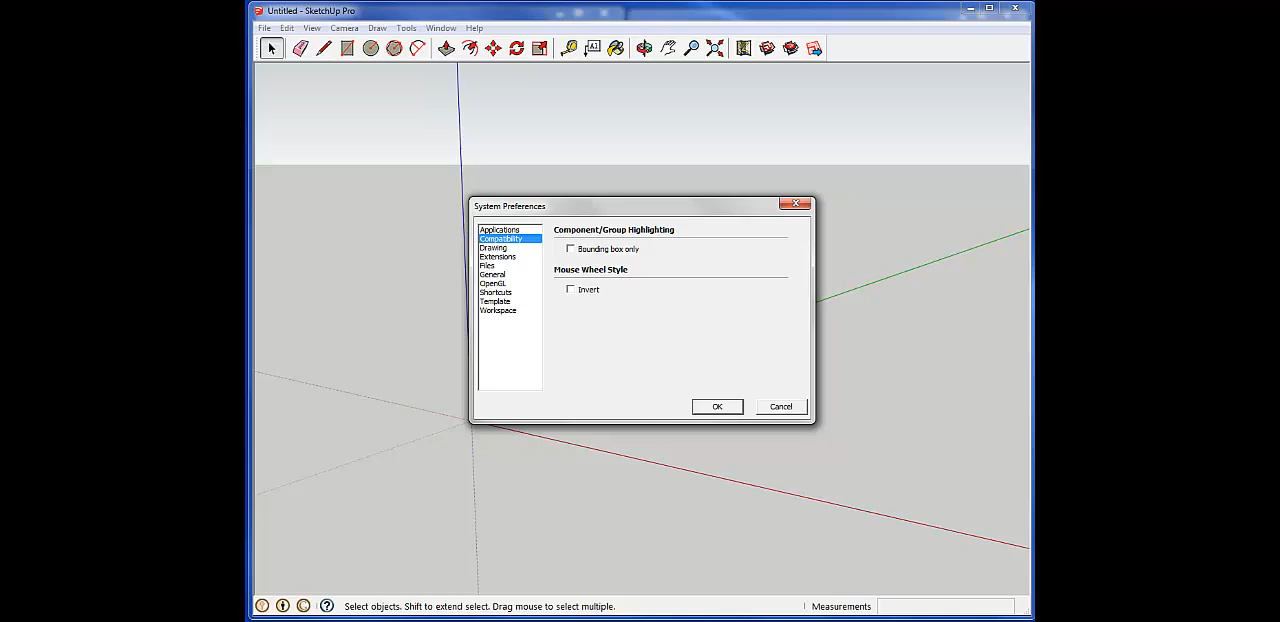 Untitled - SketchUp Pro
File Edit View Camera Draw Tools Window Help
A1
System Preferences
Applications
Compatibility
Drawing
Extensions
Files
General
OpenGL
Shortcuts
Template
Workspace
Component/Group Highlighting
Bounding box only
Mouse Wheel Style
Invert
OK Cancel
Select objects. Shift to extend select. Drag mouse to select multiple.
Measurements